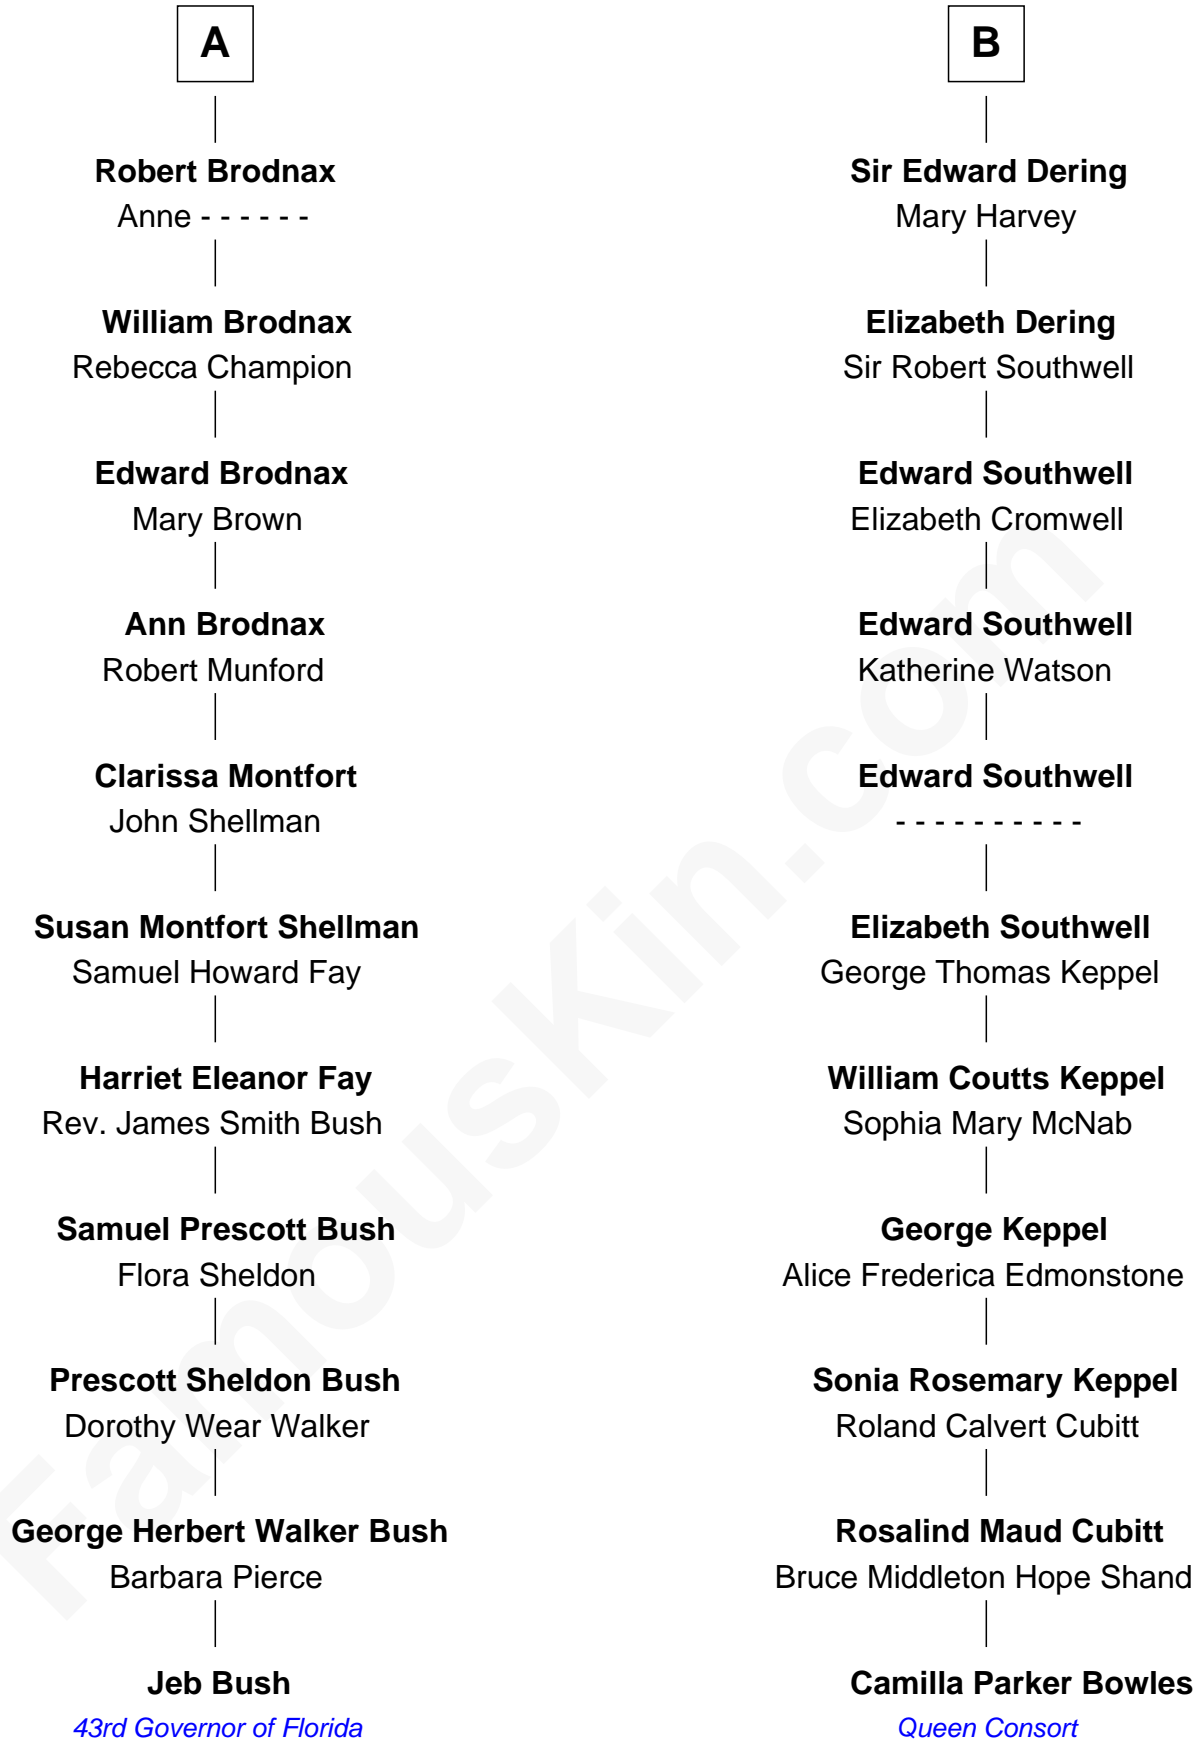 A
Robert Brodnax
Anne - - - - - -
William Brodnax
Rebecca Champion
Edward Brodnax
Mary Brown
Ann Brodnax
Robert Munford
Clarissa Montfort
John Shellman
Susan Montfort Shellman
Samuel Howard Fay
Harriet Eleanor Fay
Rev. James Smith Bush
Samuel Prescott Bush
Flora Sheldon
Prescott Sheldon Bush
Dorothy Wear Walker
George Herbert Walker Bush
Barbara Pierce
Jeb Bush
43rd Governor of Florida
B
Sir Edward Dering
Mary Harvey
Elizabeth Dering
Sir Robert Southwell
Edward Southwell
Elizabeth Cromwell
Edward Southwell
Katherine Watson
Edward Southwell
- - - - - - - - - -
Elizabeth Southwell
George Thomas Keppel
William Coutts Keppel
Sophia Mary McNab
George Keppel
Alice Frederica Edmonstone
Sonia Rosemary Keppel
Roland Calvert Cubitt
Rosalind Maud Cubitt
Bruce Middleton Hope Shand
Camilla Parker Bowles
Queen Consort
FamousKin.com